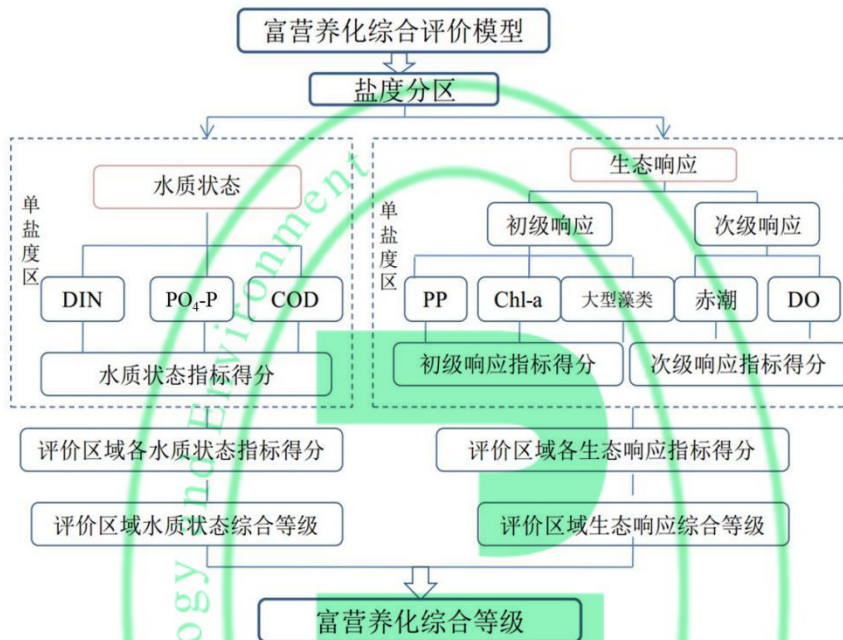 富营养化综合评价模型
盐度分区
单盐度区
水质状态
DIN
PO₄-P
COD
水质状态指标得分
单盐度区
生态响应
初级响应
次级响应
PP
Chl-a
大型藻类
赤潮
DO
初级响应指标得分
次级响应指标得分
评价区域各水质状态指标得分
评价区域各生态响应指标得分
评价区域水质状态综合等级
评价区域生态响应综合等级
富营养化综合等级
ogy and Environment